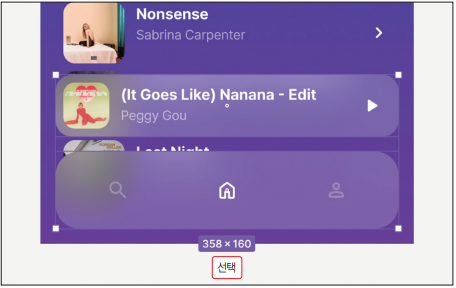 Nonsense
Sabrina Carpenter
(It Goes Like) Nanana - Edit
Peggy Gou
Last Night
358 × 160
선택